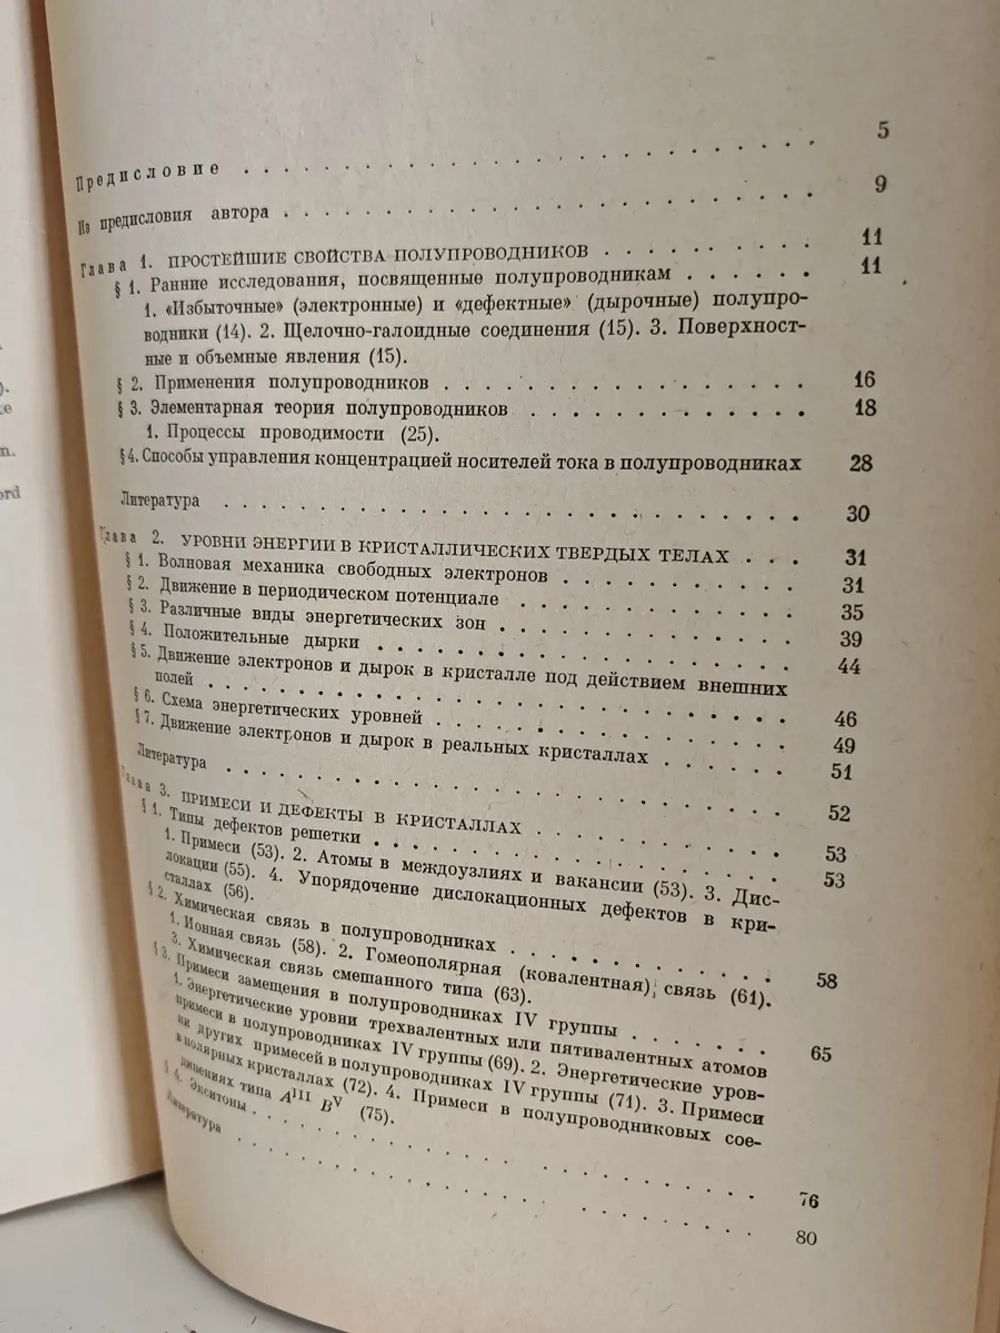 Предисловие . . . . . . . . . . . . . . . . . . . . . . . 5
Из предисловия автора . . . . . . . . . . . . . . . . . . . . 9
Глава 1. ПРОСТЕЙШИЕ СВОЙСТВА ПОЛУПРОВОДНИКОВ . . . . . . . . . 11
§ 1. Ранние исследования, посвященные полупроводникам . . . . . . 11
1. «Избыточные» (электронные) и «дефектные» (дырочные) полупро-
водники (14). 2. Щелочно-галоидные соединения (15). 3. Поверхност-
ные и объемные явления (15).
§ 2. Применения полупроводников . . . . . . . . . . . . . . 16
§ 3. Элементарная теория полупроводников . . . . . . . . . . . 18
1. Процессы проводимости (25).
§ 4. Способы управления концентрацией носителей тока в полупроводниках 28
Литература . . . . . . . . . . . . . . . . . . . . . . 30
Глава 2. УРОВНИ ЭНЕРГИИ В КРИСТАЛЛИЧЕСКИХ ТВЕРДЫХ ТЕЛАХ . . . 31
§ 1. Волновая механика свободных электронов . . . . . . . . . . 31
§ 2. Движение в периодическом потенциале . . . . . . . . . . . 35
§ 3. Различные виды энергетических зон . . . . . . . . . . . . 39
§ 4. Положительные дырки . . . . . . . . . . . . . . . . 44
§ 5. Движение электронов и дырок в кристалле под действием внешних
полей . . . . . . . . . . . . . . . . . . . . . . . 46
§ 6. Схема энергетических уровней . . . . . . . . . . . . . . 49
§ 7. Движение электронов и дырок в реальных кристаллах . . . . . . 51
Литература . . . . . . . . . . . . . . . . . . . . . . 52
Глава 3. ПРИМЕСИ И ДЕФЕКТЫ В КРИСТАЛЛАХ . . . . . . . . . . 53
§ 1. Типы дефектов решетки . . . . . . . . . . . . . . . . 53
1. Примеси (53). 2. Атомы в междоузлиях и вакансии (53). 3. Дис-
локации (55). 4. Упорядочение дислокационных дефектов в кри-
сталлах (56).
§ 2. Химическая связь в полупроводниках . . . . . . . . . . . 58
1. Ионная связь (58). 2. Гомеополярная (ковалентная) связь (61).
3. Химическая связь смешанного типа (63).
§ 3. Примеси замещения в полупроводниках IV группы . . . . . . . 65
1. Энергетические уровни трехвалентных или пятивалентных атомов
примеси в полупроводниках IV группы (69). 2. Энергетические уров-
ни других примесей в полупроводниках IV группы (71). 3. Примеси
в полярных кристаллах (72). 4. Примеси в полупроводниковых сое-
динениях типа AIII BV (75).
§ 4. Экситоны . . . . . . . . . . . . . . . . . . . . . . 76
Литература . . . . . . . . . . . . . . . . . . . . . . 80